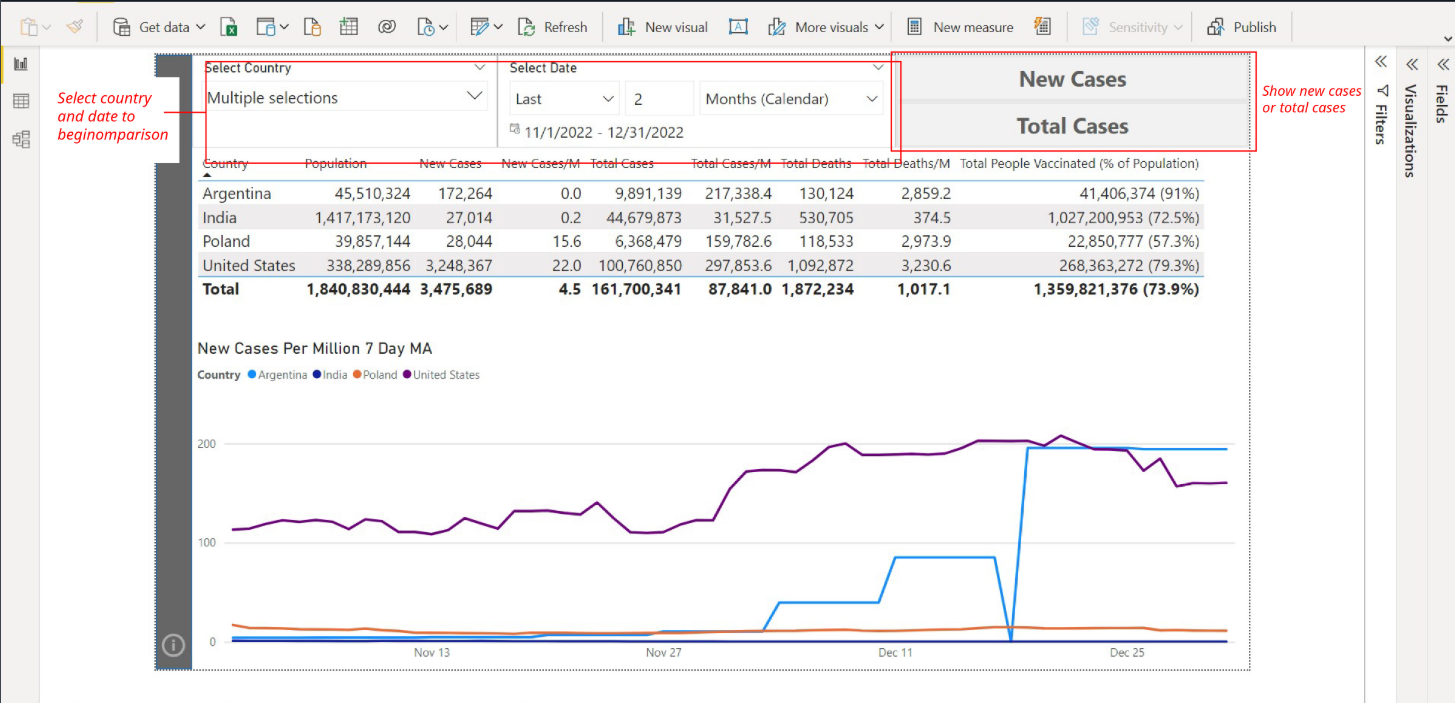 Get data Refresh New visual More visuals New measure Sensitivity Publish
Select Country
Multiple selections
Select Date
Last 2 Months (Calendar)
11/1/2022 - 12/31/2022
New Cases
Total Cases
Select country
and date to
beginomparison
Show new cases
or total cases
Filters
Visualizations
Fields
Country Population New Cases New Cases/M Total Cases Total Cases/M Total Deaths Total Deaths/M Total People Vaccinated (% of Population)
Argentina 45,510,324 172,264 0.0 9,891,139 217,338.4 130,124 2,859.2 41,406,374 (91%)
India 1,417,173,120 27,014 0.2 44,679,873 31,527.5 530,705 374.5 1,027,200,953 (72.5%)
Poland 39,857,144 28,044 15.6 6,368,479 159,782.6 118,533 2,973.9 22,850,777 (57.3%)
United States 338,289,856 3,248,367 22.0 100,760,850 297,853.6 1,092,872 3,230.6 268,363,272 (79.3%)
Total 1,840,830,444 3,475,689 4.5 161,700,341 87,841.0 1,872,234 1,017.1 1,359,821,376 (73.9%)
New Cases Per Million 7 Day MA
Country Argentina India Poland United States
200
100
0
Nov 13 Nov 27 Dec 11 Dec 25